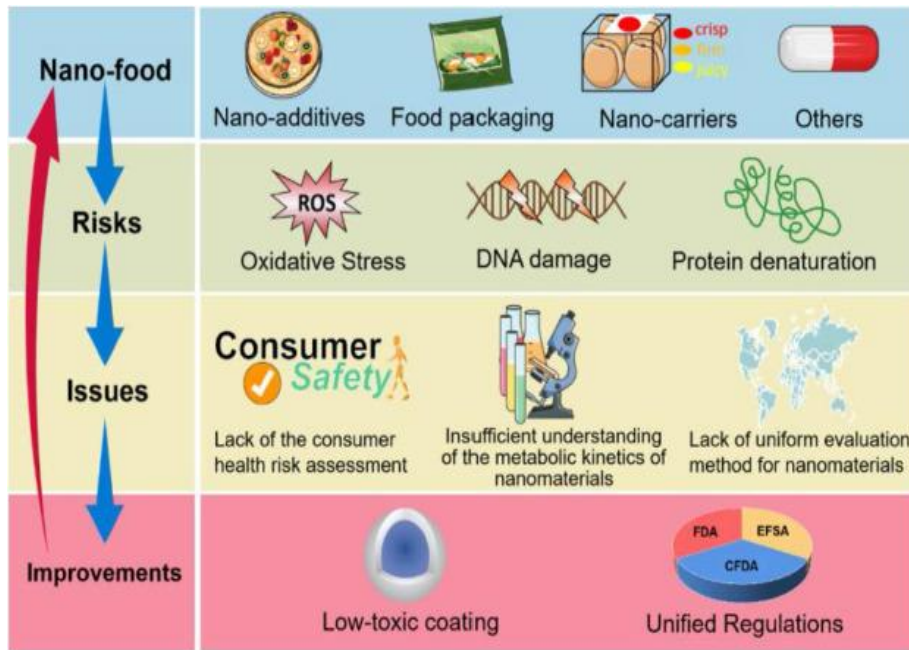 Nano-food
crisp
firm
juicy
Nano-additives
Food packaging
Nano-carriers
Others
Risks
ROS
Oxidative Stress
DNA damage
Protein denaturation
Issues
Consumer
Safety
Lack of the consumer
health risk assessment
Insufficient understanding
of the metabolic kinetics of
nanomaterials
Lack of uniform evaluation
method for nanomaterials
Improvements
FDA
EFSA
CFDA
Low-toxic coating
Unified Regulations